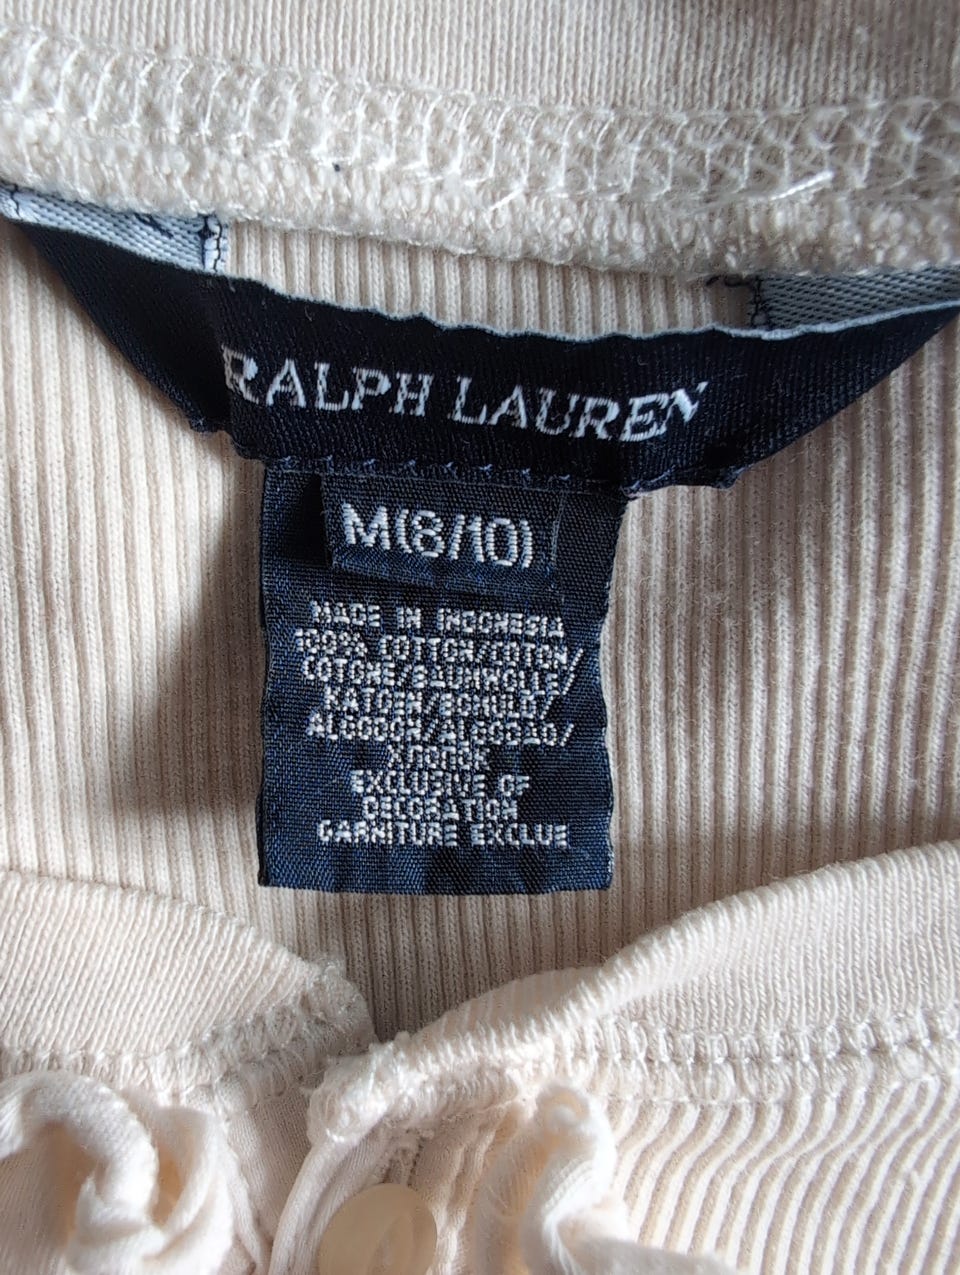 RALPH LAUREN
M(8/10)
MADE IN INDONESIA
100% COTTON/COTON/
COTONE/BAUMWOLLE/
KATOEN/
ALGODON/ALGODAO/
EXCLUSIVE OF
DECORATION
GARNITURE EXCLUE